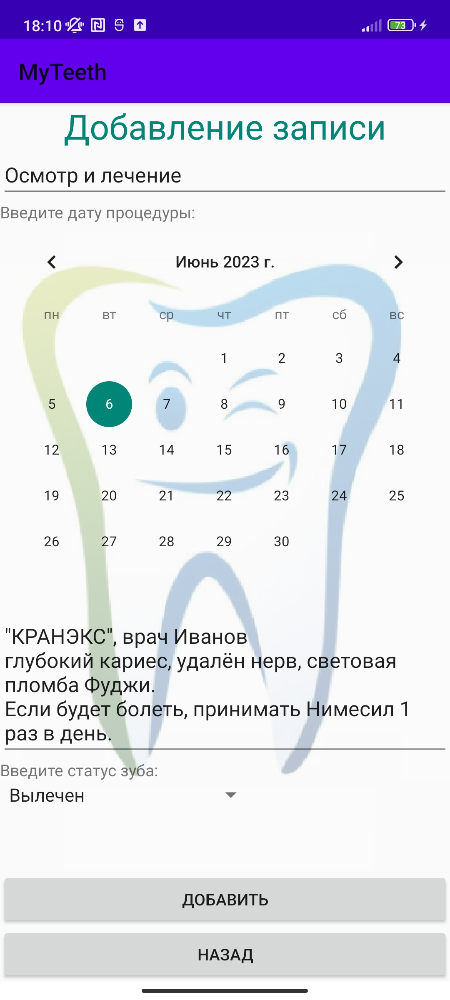 18:10
73
MyTeeth
Добавление записи
Осмотр и лечение
Введите дату процедуры:
Июнь 2023 г.
пн вт ср чт пт сб вс
1 2 3 4
5 6 7 8 9 10 11
12 13 14 15 16 17 18
19 20 21 22 23 24 25
26 27 28 29 30
"КРАНЭКС", врач Иванов
глубокий кариес, удалён нерв, световая
пломба Фуджи.
Если будет болеть, принимать Нимесил 1
раз в день.
Введите статус зуба:
Вылечен
ДОБАВИТЬ
НАЗАД